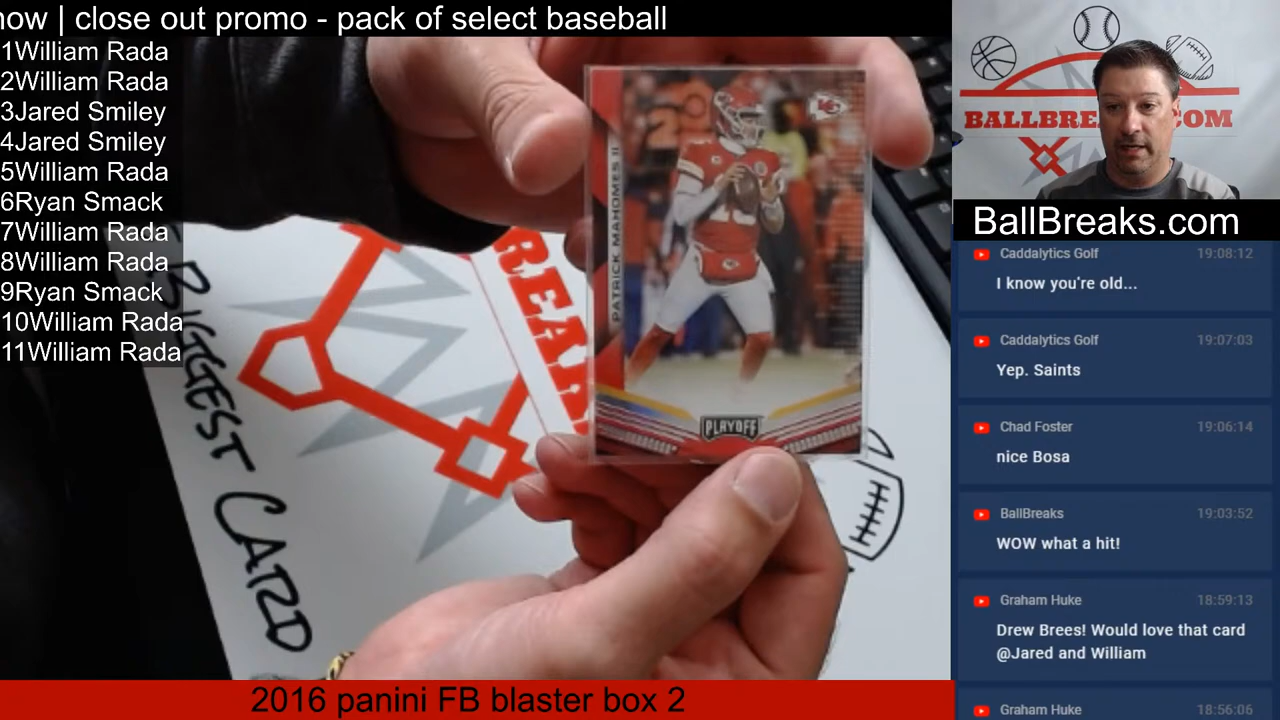 now | close out promo - pack of select baseball
1William Rada
2William Rada
3Jared Smiley
4Jared Smiley
5William Rada
6Ryan Smack
7William Rada
8William Rada
9Ryan Smack
10William Rada
11William Rada
BIGGEST CARD
REA
PATRICK MAHOMES II
PLAYOFF
BALLBREAKS.COM
BallBreaks.com
Caddalytics Golf 19:08:12
I know you're old...
Caddalytics Golf 19:07:03
Yep. Saints
Chad Foster 19:06:14
nice Bosa
BallBreaks 19:03:52
WOW what a hit!
Graham Huke 18:59:13
Drew Brees! Would love that card
@Jared and William
Graham Huke 18:56:06
2016 panini FB blaster box 2